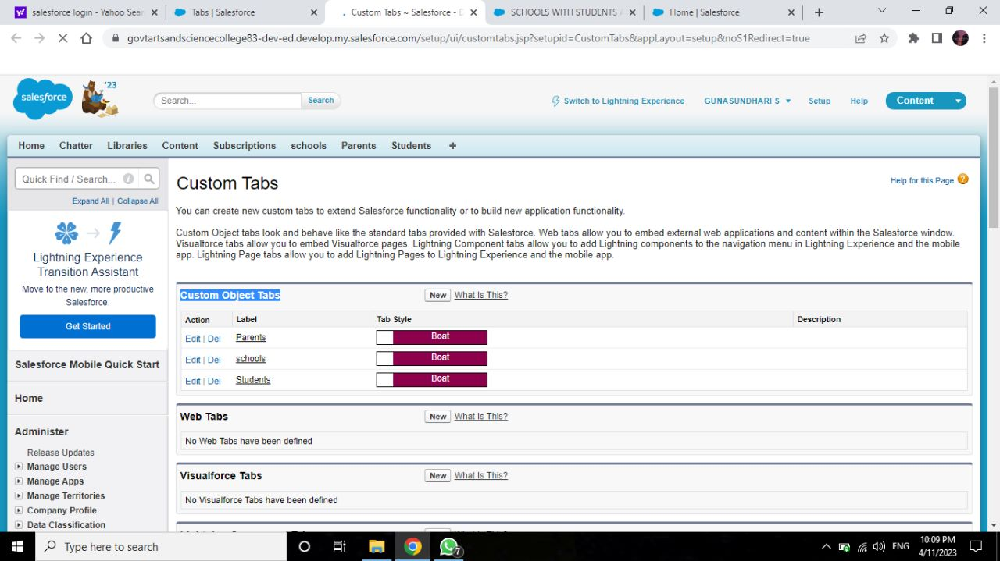 salesforce login - Yahoo Sear
Tabs | Salesforce
Custom Tabs ~ Salesforce - D
SCHOOLS WITH STUDENTS A
Home | Salesforce
govtartsandsciencecollege83-dev-ed.develop.my.salesforce.com/setup/ui/customtabs.jsp?setupid=CustomTabs&appLayout=setup&noS1Redirect=true
salesforce
'23
Search...
Search
Switch to Lightning Experience
GUNASUNDHARI S
Setup
Help
Content
Home
Chatter
Libraries
Content
Subscriptions
schools
Parents
Students
Quick Find / Search...
Expand All | Collapse All
Lightning Experience
Transition Assistant
Move to the new, more productive
Salesforce.
Get Started
Salesforce Mobile Quick Start
Home
Administer
Release Updates
Manage Users
Manage Apps
Manage Territories
Company Profile
Data Classification
Custom Tabs
Help for this Page
You can create new custom tabs to extend Salesforce functionality or to build new application functionality.
Custom Object tabs look and behave like the standard tabs provided with Salesforce. Web tabs allow you to embed external web applications and content within the Salesforce window.
Visualforce tabs allow you to embed Visualforce pages. Lightning Component tabs allow you to add Lightning components to the navigation menu in Lightning Experience and the mobile
app. Lightning Page tabs allow you to add Lightning Pages to Lightning Experience and the mobile app.
Custom Object Tabs
New
What Is This?
Action
Label
Tab Style
Description
Edit | Del
Parents
Boat
Edit | Del
schools
Boat
Edit | Del
Students
Boat
Web Tabs
New
What Is This?
No Web Tabs have been defined
Visualforce Tabs
New
What Is This?
No Visualforce Tabs have been defined
Type here to search
7
ENG
10:09 PM
4/11/2023